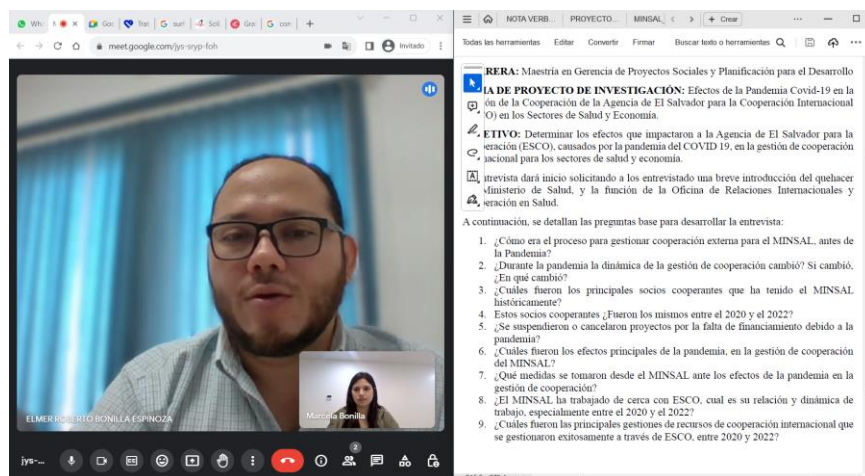 Wh
Goo
Trai
G surl
Soli
Gra
G con
meet.google.com/jys-sryp-foh
Invitado
ELMER ROBERTO BONILLA ESPINOZA
Marcela Bonilla
jys-...
2
NOTA VERB...
PROYECTO...
MINSAL
+ Crear
Todas las herramientas Editar Convertir Firmar Buscar texto o herramientas
RERA: Maestría en Gerencia de Proyectos Sociales y Planificación para el Desarrollo
IA DE PROYECTO DE INVESTIGACIÓN: Efectos de la Pandemia Covid-19 en la
ón de la Cooperación de la Agencia de El Salvador para la Cooperación Internacional
O) en los Sectores de Salud y Economía.
ETIVO: Determinar los efectos que impactaron a la Agencia de El Salvador para la
eración (ESCO), causados por la pandemia del COVID 19, en la gestión de cooperación
nacional para los sectores de salud y economía.
ntrevista dará inicio solicitando a los entrevistado una breve introducción del quehacer
Ministerio de Salud, y la función de la Oficina de Relaciones Internacionales y
eración en Salud.
A continuación, se detallan las preguntas base para desarrollar la entrevista:
1. ¿Cómo era el proceso para gestionar cooperación externa para el MINSAL, antes de
la Pandemia?
2. ¿Durante la pandemia la dinámica de la gestión de cooperación cambió? Si cambió,
¿En qué cambió?
3. ¿Cuáles fueron los principales socios cooperantes que ha tenido el MINSAL
históricamente?
4. Estos socios cooperantes ¿Fueron los mismos entre el 2020 y el 2022?
5. ¿Se suspendieron o cancelaron proyectos por la falta de financiamiento debido a la
pandemia?
6. ¿Cuáles fueron los efectos principales de la pandemia, en la gestión de cooperación
del MINSAL?
7. ¿Qué medidas se tomaron desde el MINSAL ante los efectos de la pandemia en la
gestión de cooperación?
8. ¿El MINSAL ha trabajado de cerca con ESCO, cual es su relación y dinámica de
trabajo, especialmente entre el 2020 y el 2022?
9. ¿Cuáles fueron las principales gestiones de recursos de cooperación internacional que
se gestionaron exitosamente a través de ESCO, entre 2020 y 2022?